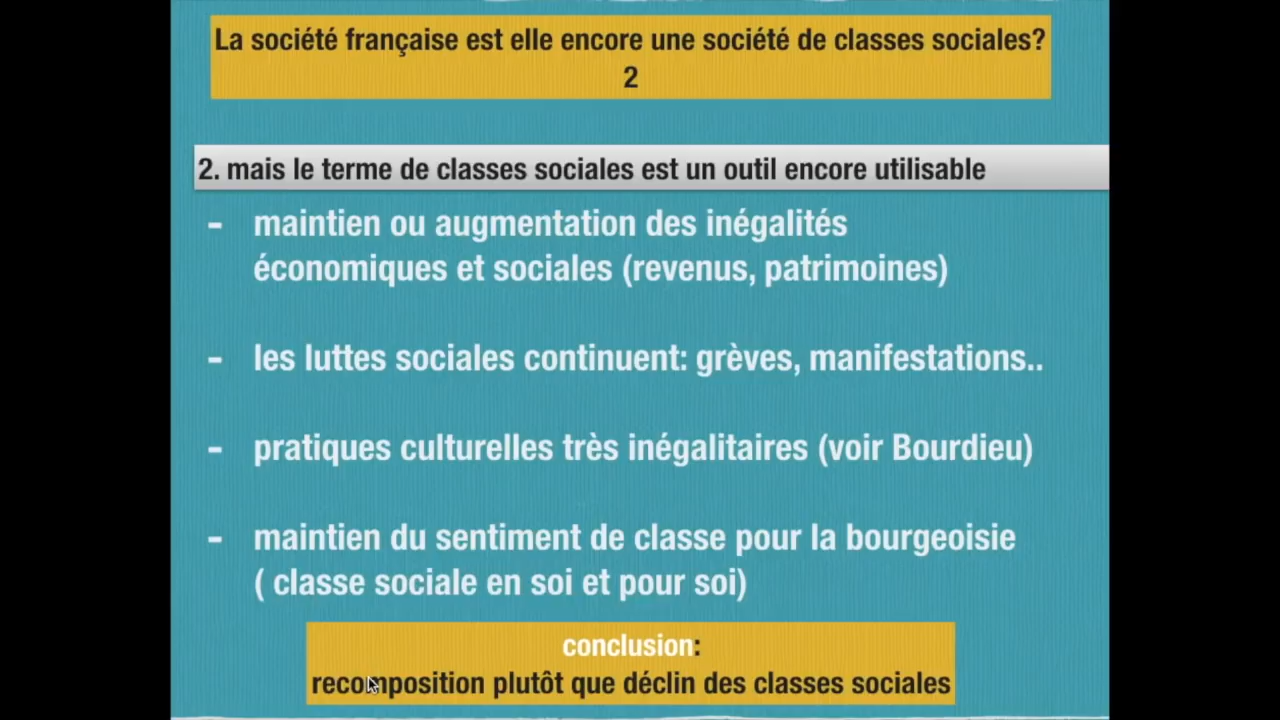 La société française est elle encore une société de classes sociales?
2
2. mais le terme de classes sociales est un outil encore utilisable
- maintien ou augmentation des inégalités
économiques et sociales (revenus, patrimoines)
- les luttes sociales continuent: grèves, manifestations..
- pratiques culturelles très inégalitaires (voir Bourdieu)
- maintien du sentiment de classe pour la bourgeoisie
( classe sociale en soi et pour soi)
conclusion:
recomposition plutôt que déclin des classes sociales